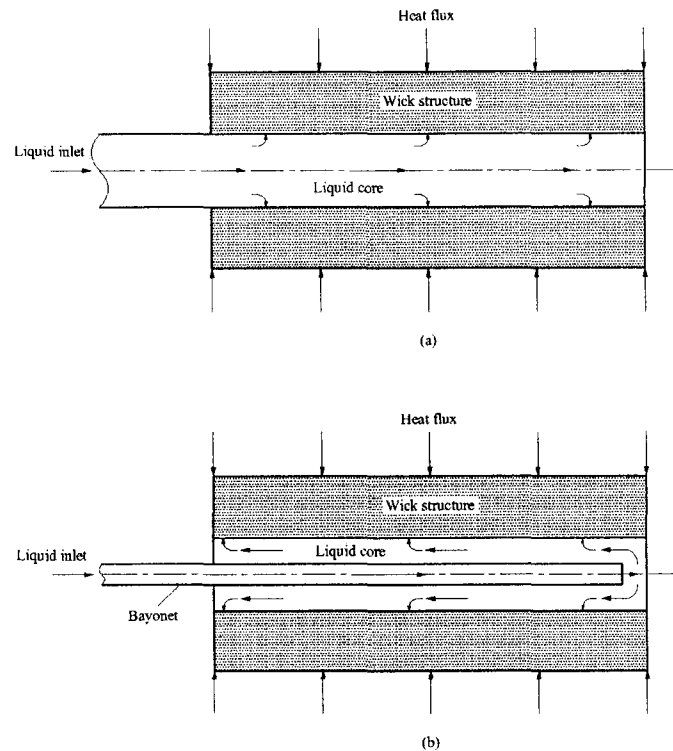 Heat flux
Wick structure
Liquid inlet
Liquid core
(a)
Heat flux
Wick structure
Liquid inlet
Liquid core
Bayonet
(b)